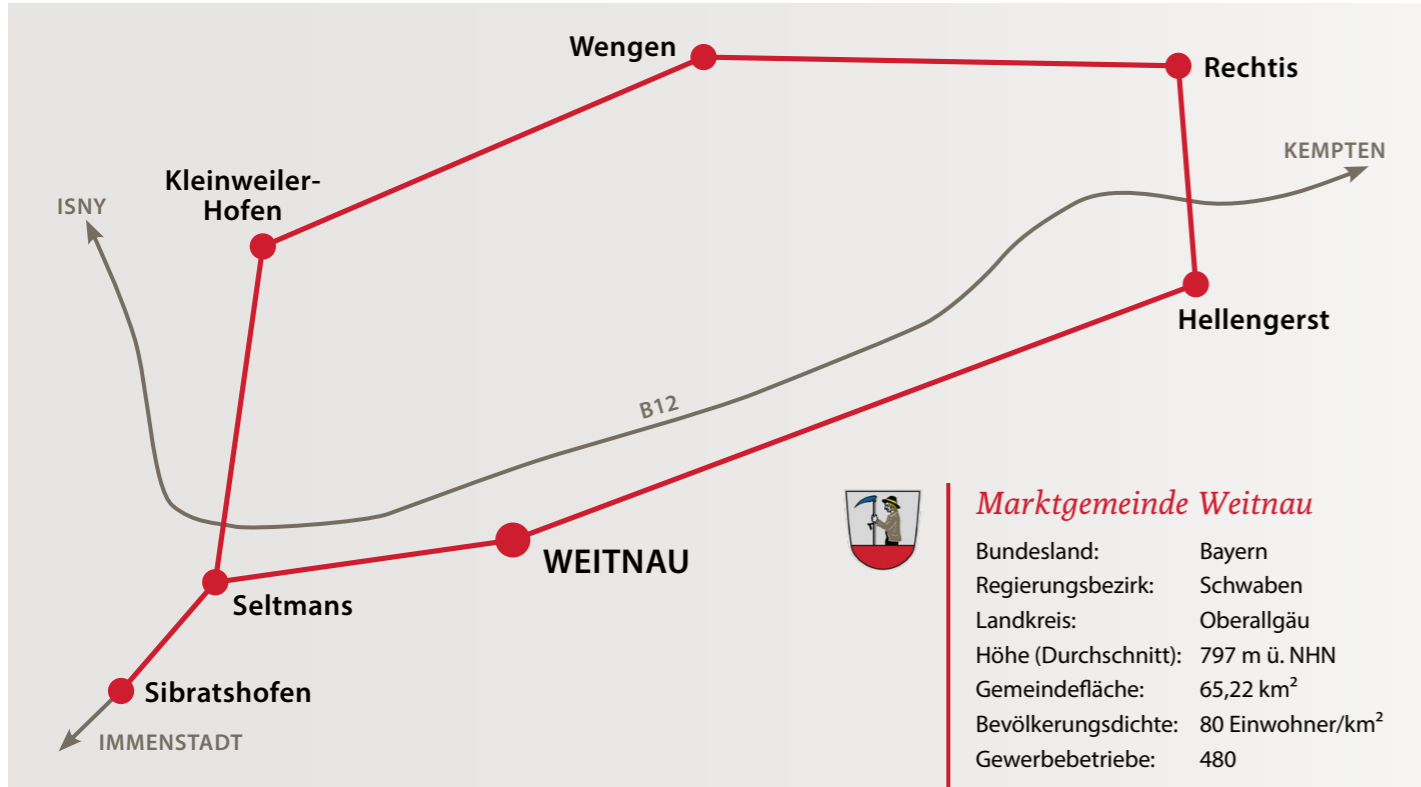 Wengen
Rechtis
KEMPTEN
Kleinweiler-
Hofen
ISNY
Hellengerst
B12
WEITNAU
Seltmans
Sibratshofen
IMMENSTADT
Marktgemeinde Weitnau
Bundesland: Bayern
Regierungsbezirk: Schwaben
Landkreis: Oberallgäu
Höhe (Durchschnitt): 797 m ü. NHN
Gemeindefläche: 65,22 km²
Bevölkerungsdichte: 80 Einwohner/km²
Gewerbebetriebe: 480